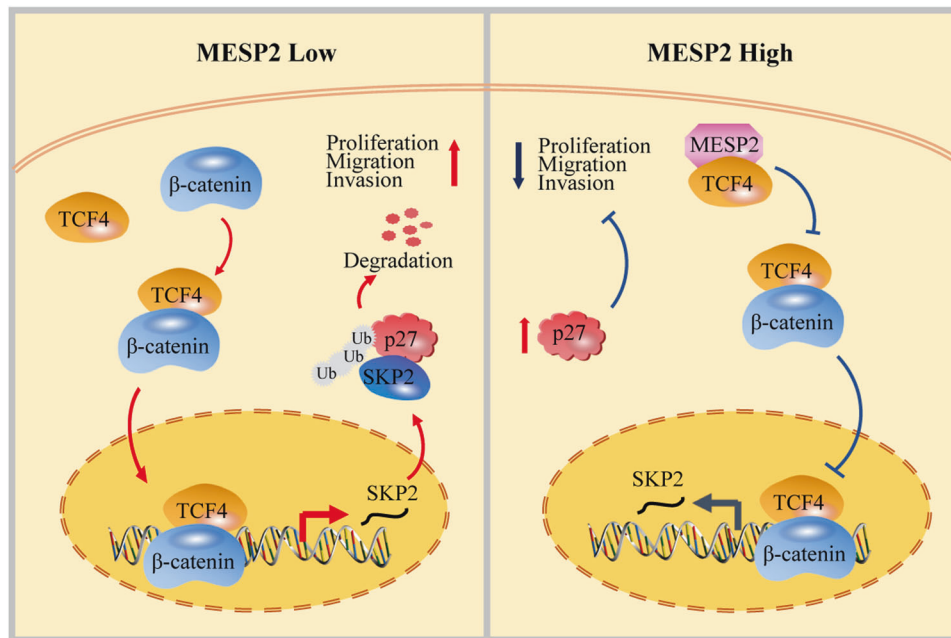 MESP2 Low
β-catenin
TCF4
TCF4
β-catenin
Proliferation
Migration
Invasion
Degradation
Ub
Ub
Ub
p27
SKP2
SKP2
TCF4
β-catenin
MESP2 High
Proliferation
Migration
Invasion
MESP2
TCF4
TCF4
β-catenin
p27
SKP2
TCF4
β-catenin